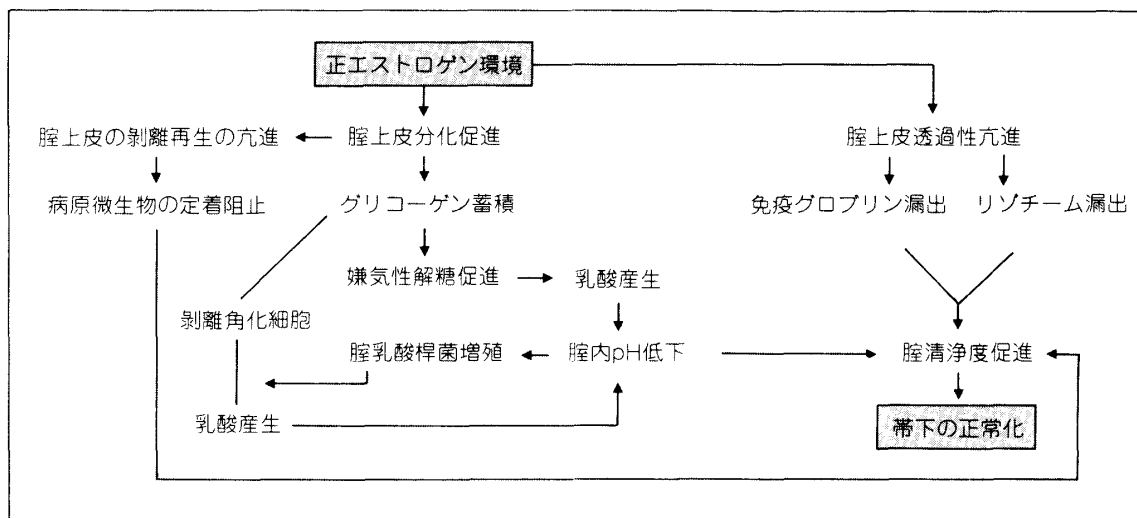 正エストロゲン環境
腟上皮の剝離再生の亢進
腟上皮分化促進
腟上皮透過性亢進
病原微生物の定着阻止
グリコーゲン蓄積
免疫グロブリン漏出
リゾチーム漏出
嫌気性解糖促進
乳酸産生
剝離角化細胞
腟乳酸桿菌増殖
腟内pH低下
腟清浄度促進
乳酸産生
帯下の正常化